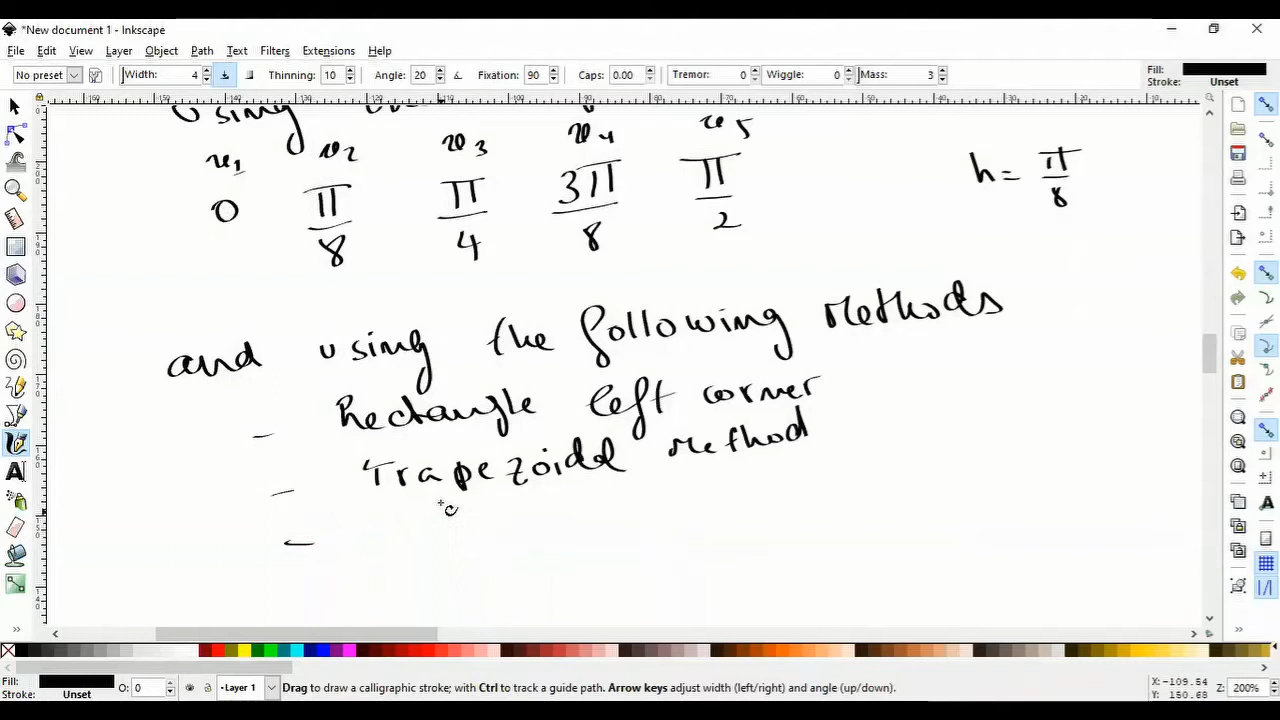 *New document 1 - Inkscape
File Edit View Layer Object Path Text Filters Extensions Help
No preset Width: 4 Thinning: 10 Angle: 20 Fixation: 90 Caps: 0.00 Tremor: 0 Wiggle: 0 Mass: 3 Fill: Stroke: Unset
Using
x1 x2 x3 x4 x5
0 π/8 π/4 3π/8 π/2 h = π/8
and using the following Methods
- Rectangle left corner
- Trapezoidal Method
-
Fill: Stroke: Unset O: 0 Layer 1 Drag to draw a calligraphic stroke; with Ctrl to track a guide path. Arrow keys adjust width (left/right) and angle (up/down). X: -109.54 Y: 150.68 Z: 200%